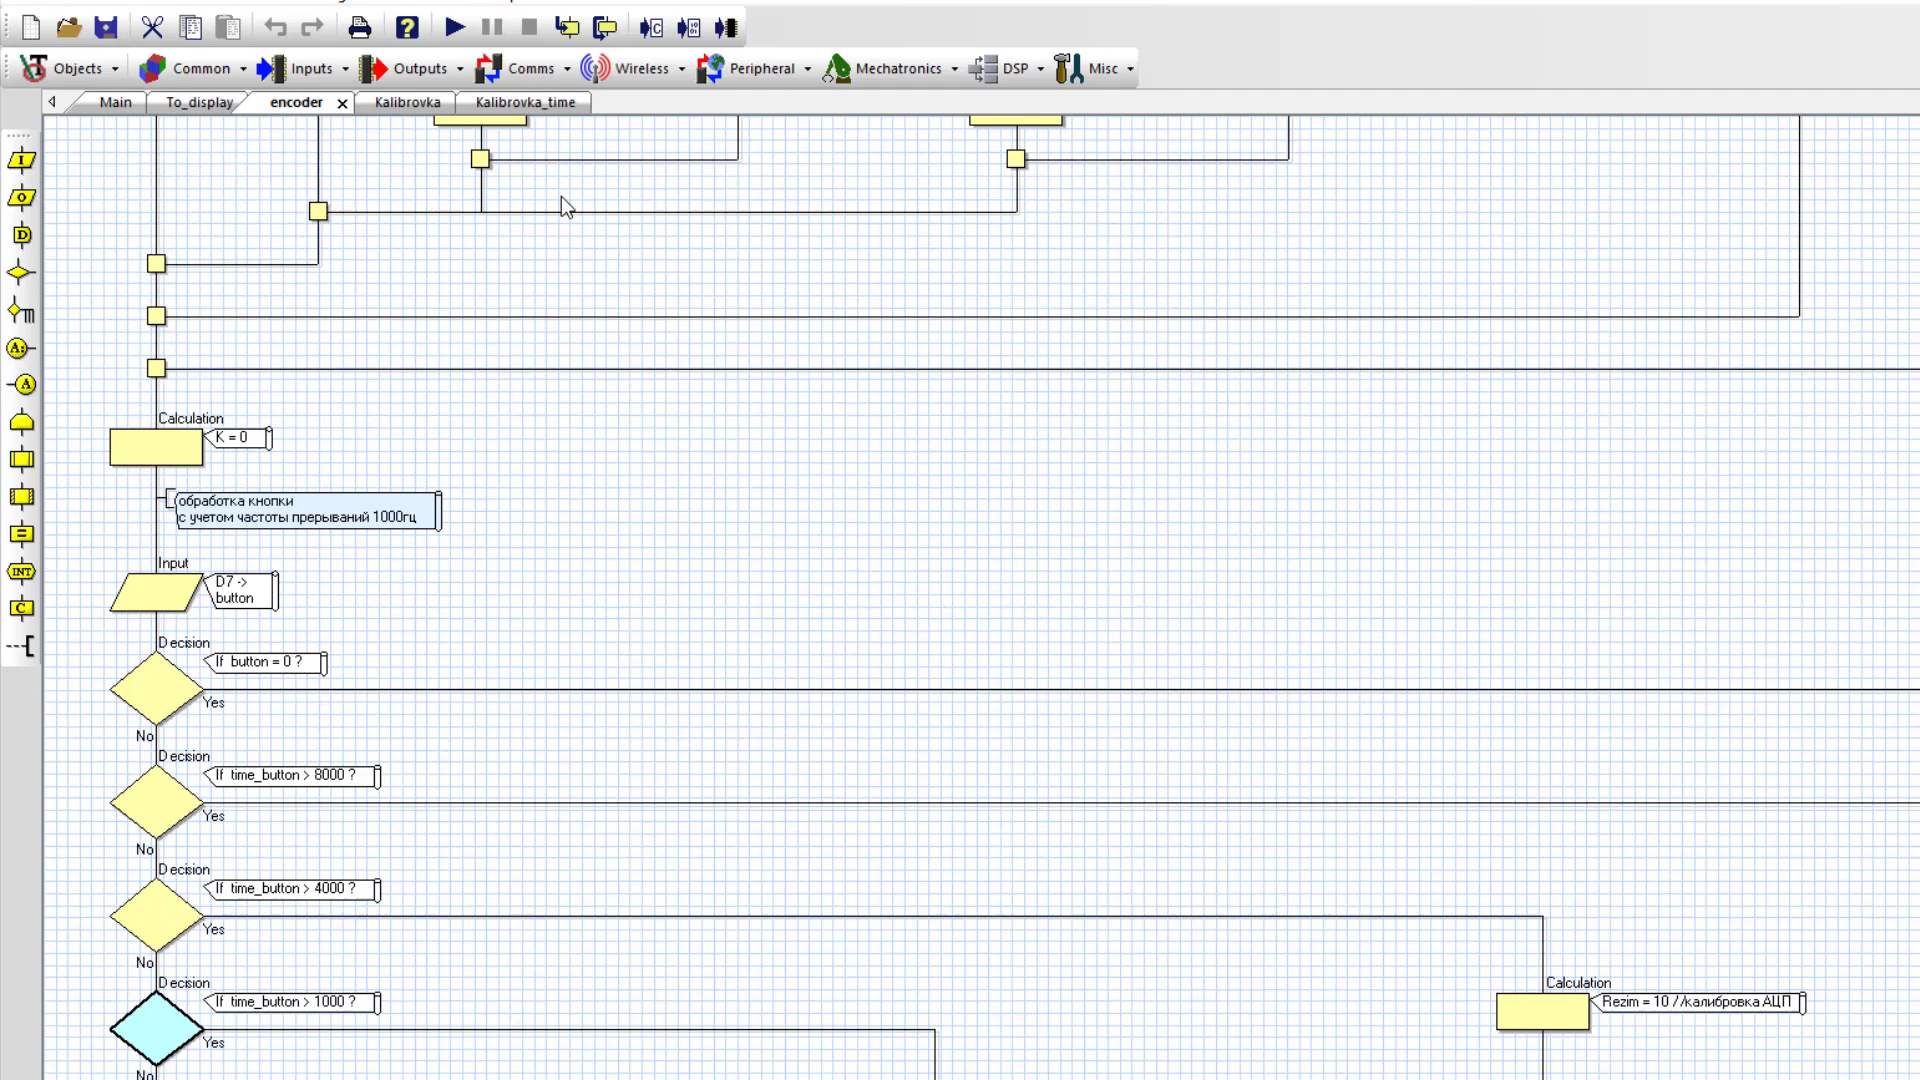 Objects
Common
Inputs
Outputs
Comms
Wireless
Peripheral
Mechatronics
DSP
Misc
Main
To_display
encoder
Kalibrovka
Kalibrovka_time
I
O
D
A:
A
INT
C
Calculation
K = 0
обработка кнопки
с учетом частоты прерываний 1000гц
Input
D7 ->
button
Decision
If button = 0 ?
Yes
No
Decision
If time_button > 8000 ?
Yes
No
Decision
If time_button > 4000 ?
Yes
No
Decision
If time_button > 1000 ?
Yes
No
Calculation
Rezim = 10 //калибровка АЦП